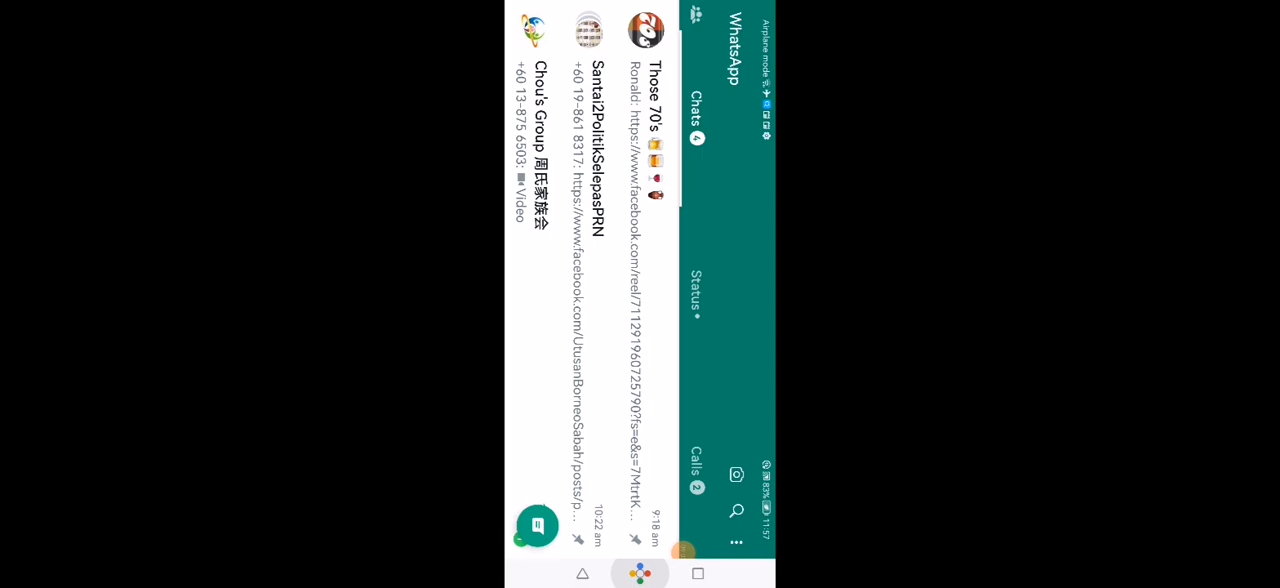 Airplane mode
83% 11:57
WhatsApp
Chats 4
Status
Calls 2
Those 70's 🍺🥃🍷💃
9:18 am
Ronald: https://www.facebook.com/reel/711291960725790?fs=e&s=7MtrtK...
Santai2PolitikSelepasPRN
10:22 am
+60 19-861 8317: https://www.facebook.com/UtusanBorneoSabah/posts/p...
Chou's Group 周氏家族会
+60 13-875 6503: Video